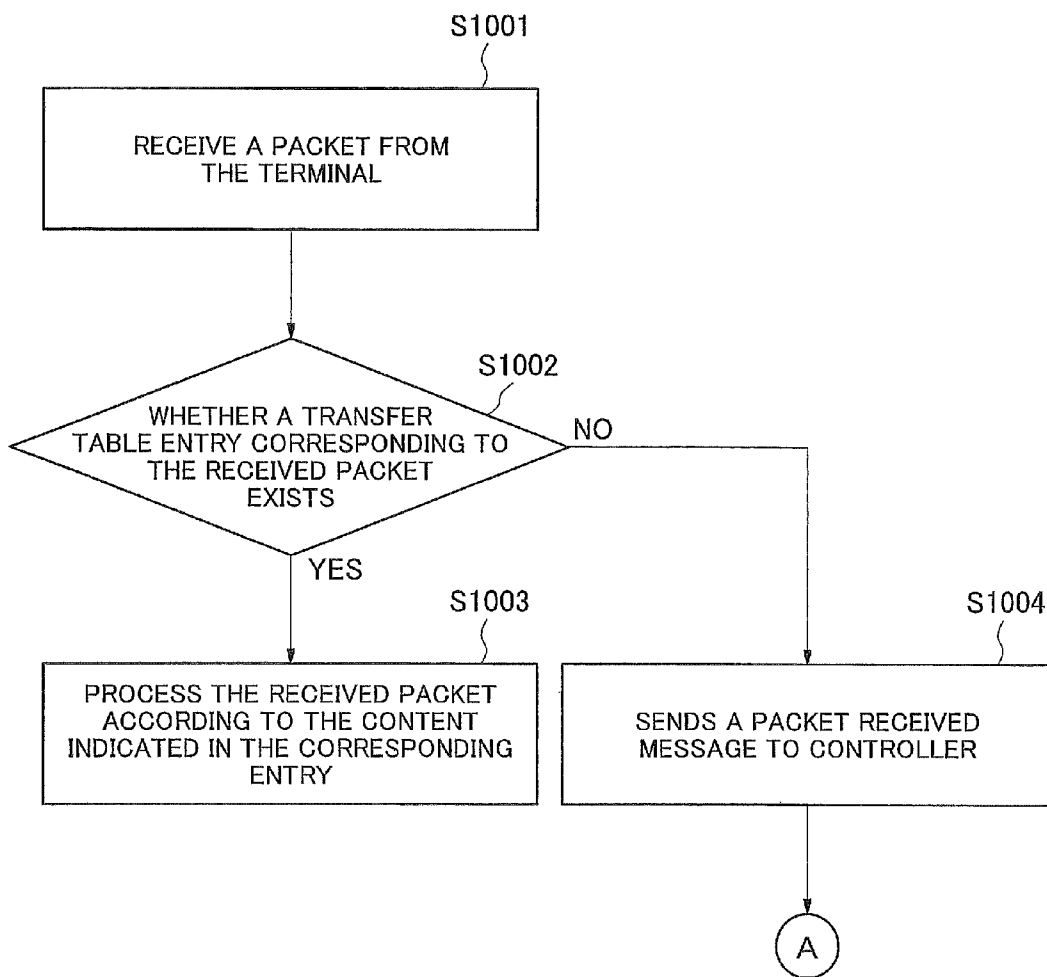 S1001
RECEIVE A PACKET FROM
THE TERMINAL
S1002
WHETHER A TRANSFER
TABLE ENTRY CORRESPONDING TO
THE RECEIVED PACKET
EXISTS
NO
YES
S1003
PROCESS THE RECEIVED PACKET
ACCORDING TO THE CONTENT
INDICATED IN THE CORRESPONDING
ENTRY
S1004
SENDS A PACKET RECEIVED
MESSAGE TO CONTROLLER
A